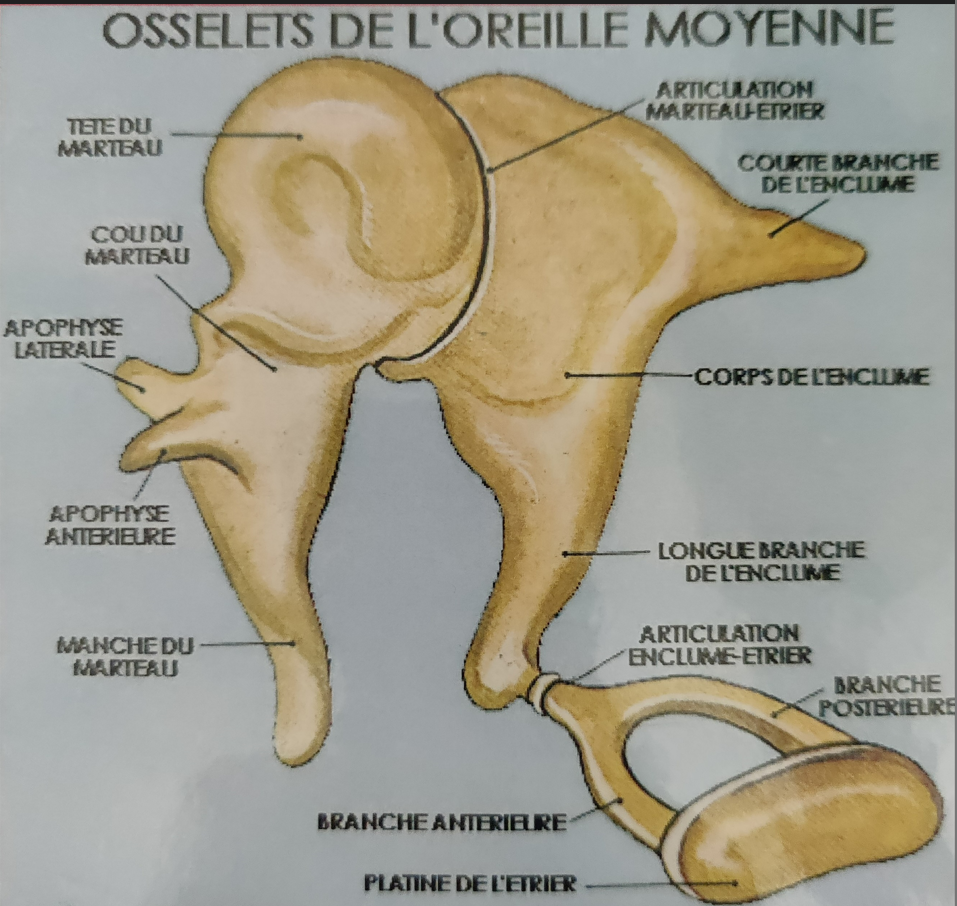 OSSELETS DE L'OREILLE MOYENNE
TETE DU
MARTEAU
ARTICULATION
MARTEAU-ETRIER
COURTE BRANCHE
DE L'ENCLUME
COU DU
MARTEAU
APOPHYSE
LATERALE
CORPS DE L'ENCLUME
APOPHYSE
ANTERIEURE
LONGUE BRANCHE
DE L'ENCLUME
MANCHE DU
MARTEAU
ARTICULATION
ENCLUME-ETRIER
BRANCHE
POSTERIEURE
BRANCHE ANTERIEURE
PLATINE DE L'ETRIER